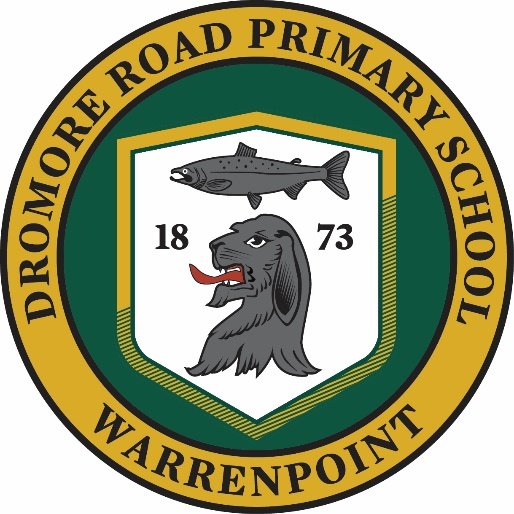 DROMORE ROAD PRIMARY SCHOOL
18 73
WARRENPOINT